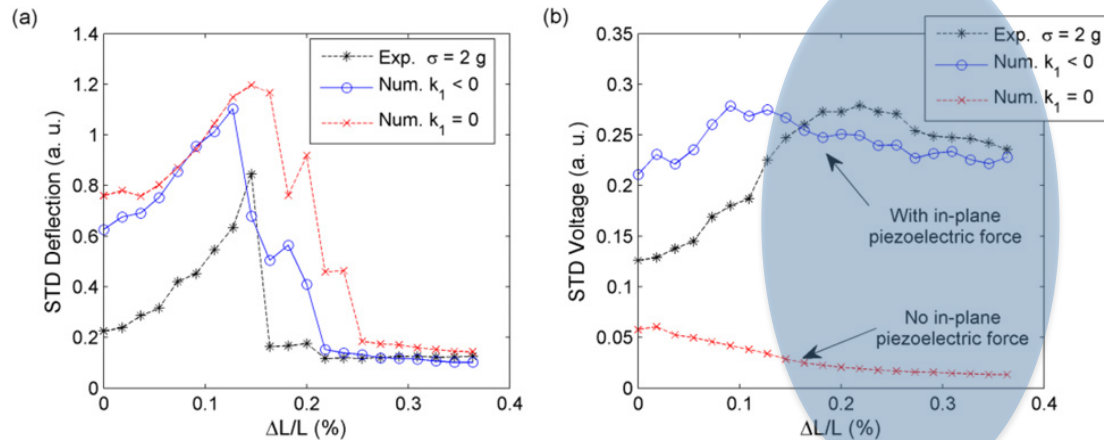 (a)
1.4
1.2
1
0.8
0.6
0.4
0.2
0
STD Deflection (a. u.)
Exp. σ = 2 g
Num. k1 < 0
Num. k1 = 0
0
0.1
0.2
0.3
0.4
ΔL/L (%)
(b)
0.35
0.3
0.25
0.2
0.15
0.1
0.05
0
STD Voltage (a. u.)
Exp. σ = 2 g
Num. k1 < 0
Num. k1 = 0
With in-plane
piezoelectric force
No in-plane
piezoelectric force
0
0.1
0.2
0.3
0.4
ΔL/L (%)